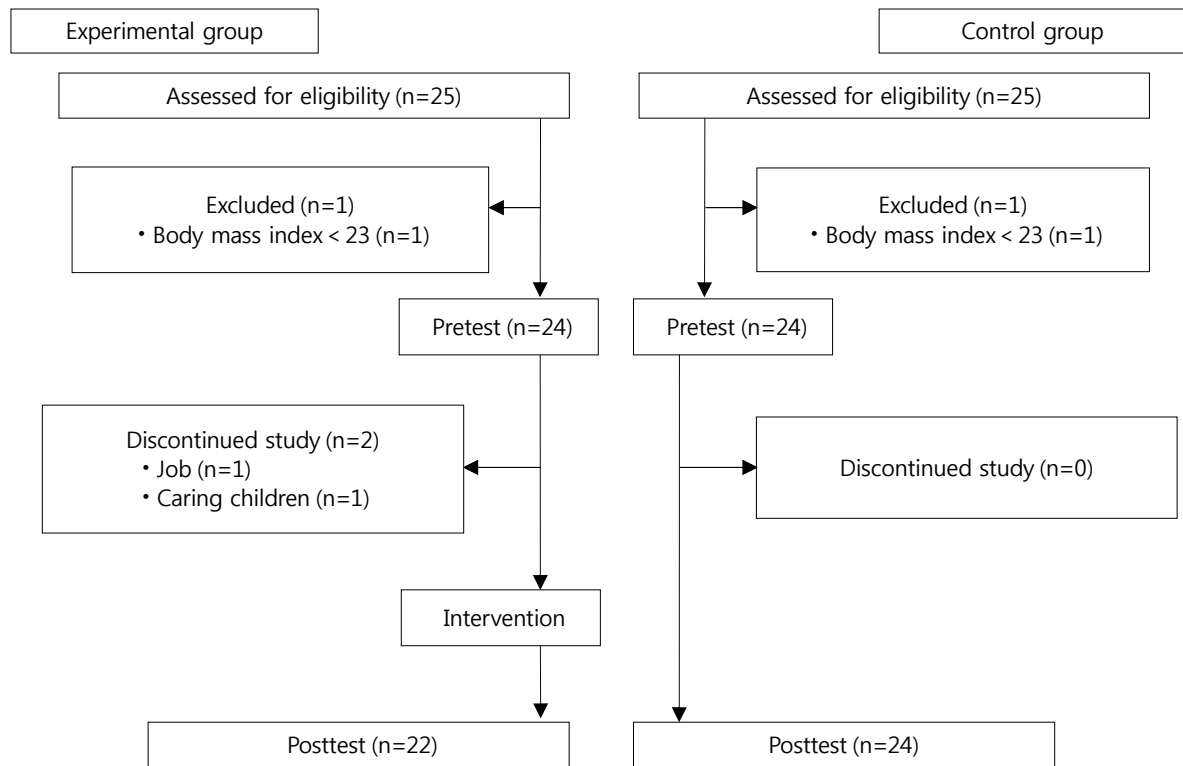 Experimental group
Control group
Assessed for eligibility (n=25)
Assessed for eligibility (n=25)
Excluded (n=1)
• Body mass index < 23 (n=1)
Excluded (n=1)
• Body mass index < 23 (n=1)
Pretest (n=24)
Pretest (n=24)
Discontinued study (n=2)
• Job (n=1)
• Caring children (n=1)
Discontinued study (n=0)
Intervention
Posttest (n=22)
Posttest (n=24)